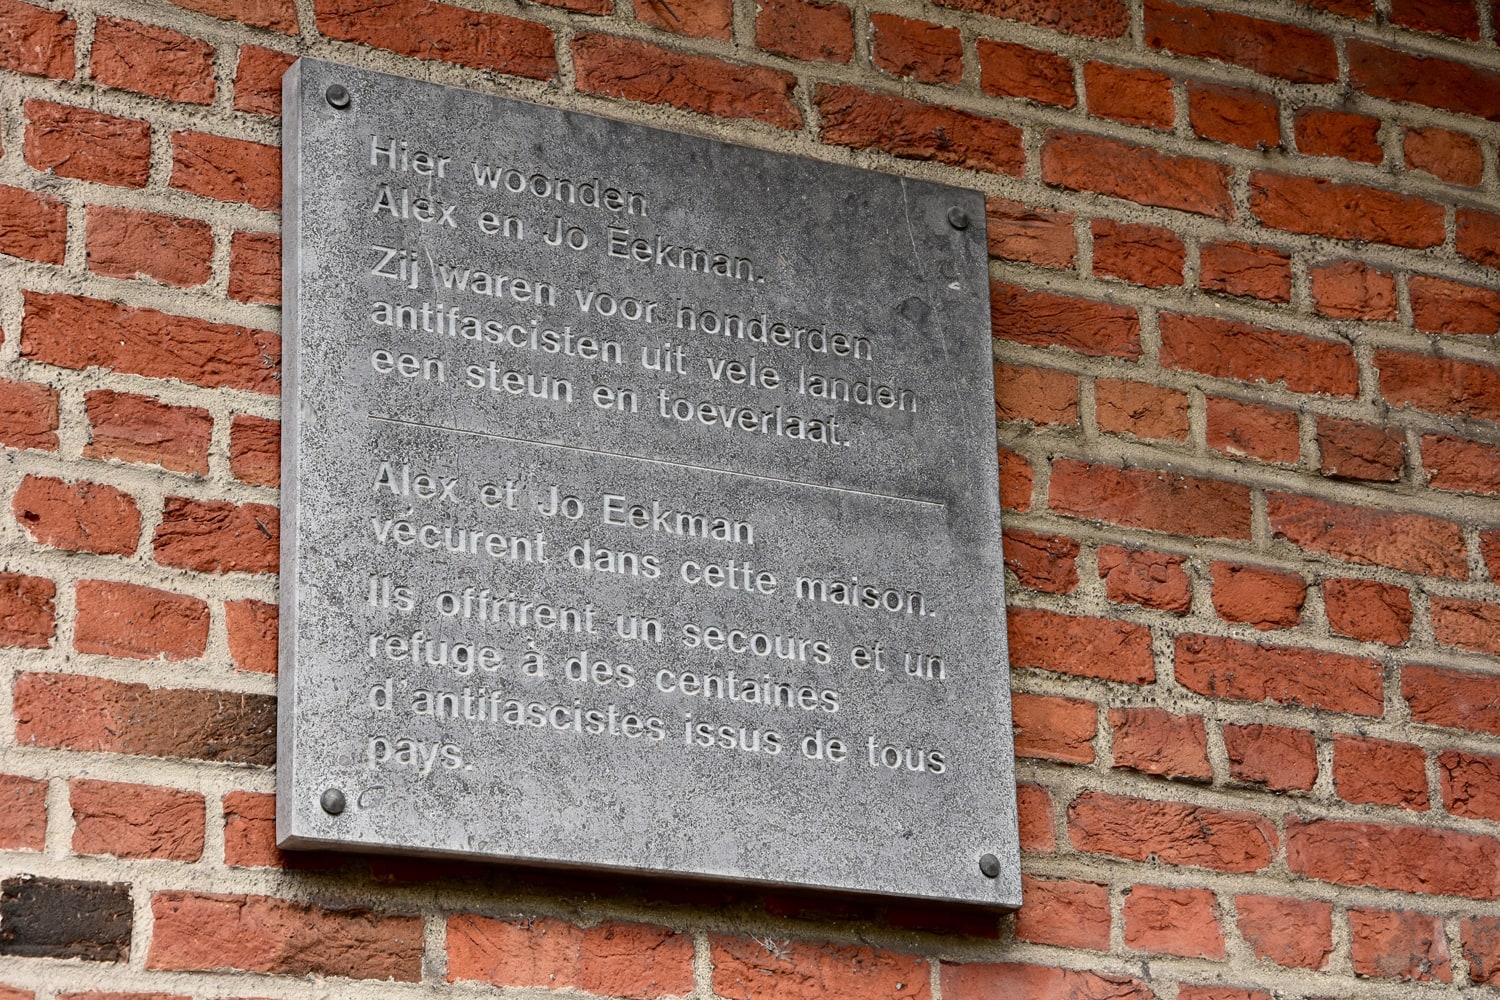 Hier woonden
Alex en Jo Eekman.
Zij waren voor honderden
antifascisten uit vele landen
een steun en toeverlaat.
Alex et Jo Eekman
vécurent dans cette maison.
Ils offrirent un secours et un
refuge à des centaines
d'antifascistes issus de tous
pays.